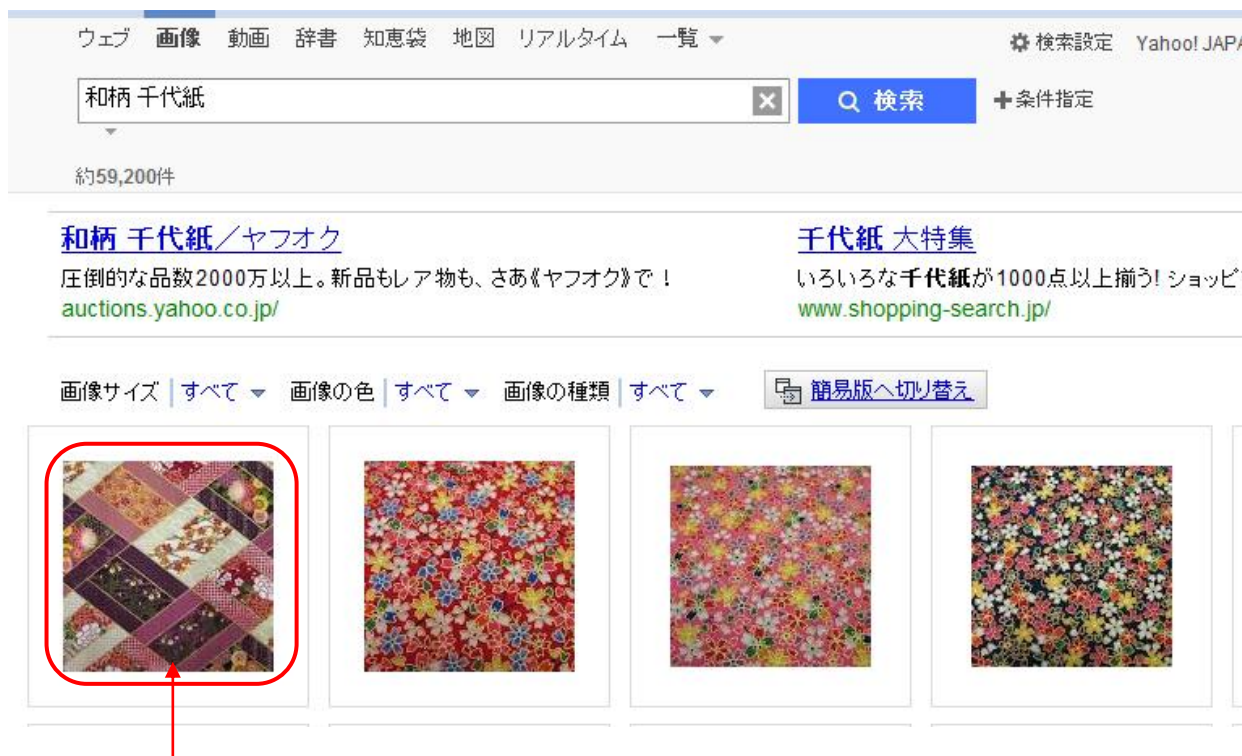 ウェブ 画像 動画 辞書 知恵袋 地図 リアルタイム 一覧
検索設定 Yahoo! JAPA
和柄 千代紙
検索
+条件指定
約59,200件
和柄 千代紙／ヤフオク
圧倒的な品数2000万以上。新品もレア物も、さあ《ヤフオク》で！
auctions.yahoo.co.jp/
千代紙 大特集
いろいろな千代紙が1000点以上揃う! ショッピ
www.shopping-search.jp/
画像サイズ | すべて 画像の色 | すべて 画像の種類 | すべて 簡易版へ切り替え